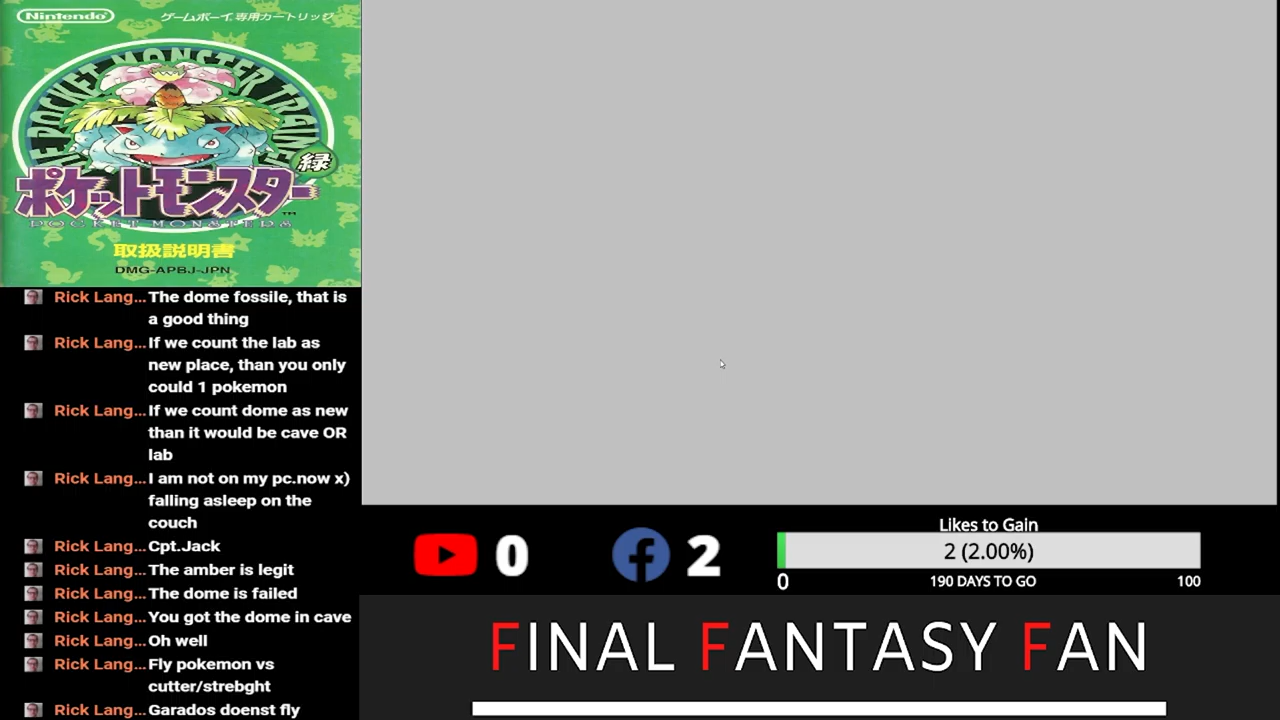 Nintendo
ゲームボーイ専用カートリッジ
THE POCKET MONSTER TRAINER
緑
ポケットモンスター
TM
POCKET MONSTERS
取扱説明書
DMG-APBJ-JPN
Rick Lang... The dome fossile, that is
a good thing
Rick Lang... If we count the lab as
new place, than you only
could 1 pokemon
Rick Lang... If we count dome as new
than it would be cave OR
lab
Rick Lang... I am not on my pc.now x)
falling asleep on the
couch
Rick Lang... Cpt.Jack
Rick Lang... The amber is legit
Rick Lang... The dome is failed
Rick Lang... You got the dome in cave
Rick Lang... Oh well
Rick Lang... Fly pokemon vs
cutter/strebght
Rick Lang... Garados doenst fly
0
2
Likes to Gain
2 (2.00%)
0 190 DAYS TO GO 100
FINAL FANTASY FAN